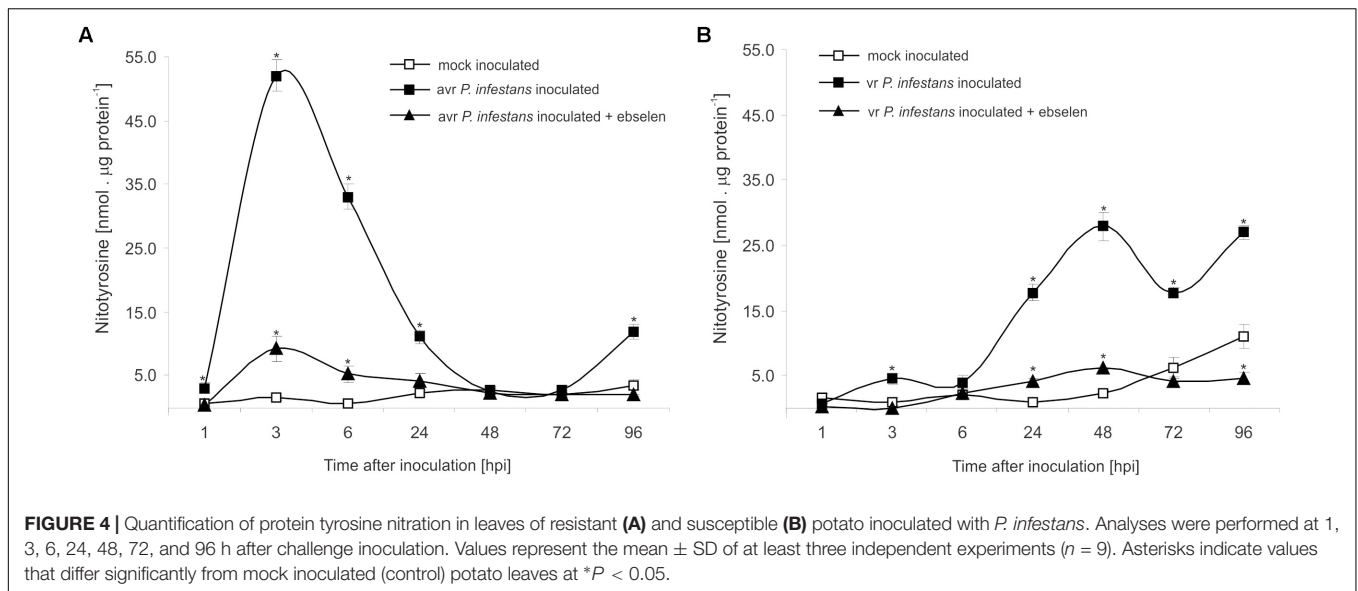 A
Nitotyrosine [nmol . µg protein⁻¹]
55.0
45.0
35.0
25.0
15.0
5.0
mock inoculated
avr P. infestans inoculated
avr P. infestans inoculated + ebselen
*
*
*
*
*
*
*
1
3
6
24
48
72
96
Time after inoculation [hpi]
B
Nitotyrosine [nmol . µg protein⁻¹]
55.0
45.0
35.0
25.0
15.0
5.0
mock inoculated
vr P. infestans inoculated
vr P. infestans inoculated + ebselen
*
*
*
*
*
*
*
*
1
3
6
24
48
72
96
Time after inoculation [hpi]
FIGURE 4 | Quantification of protein tyrosine nitration in leaves of resistant (A) and susceptible (B) potato inoculated with P. infestans. Analyses were performed at 1,
3, 6, 24, 48, 72, and 96 h after challenge inoculation. Values represent the mean ± SD of at least three independent experiments (n = 9). Asterisks indicate values
that differ significantly from mock inoculated (control) potato leaves at *P < 0.05.